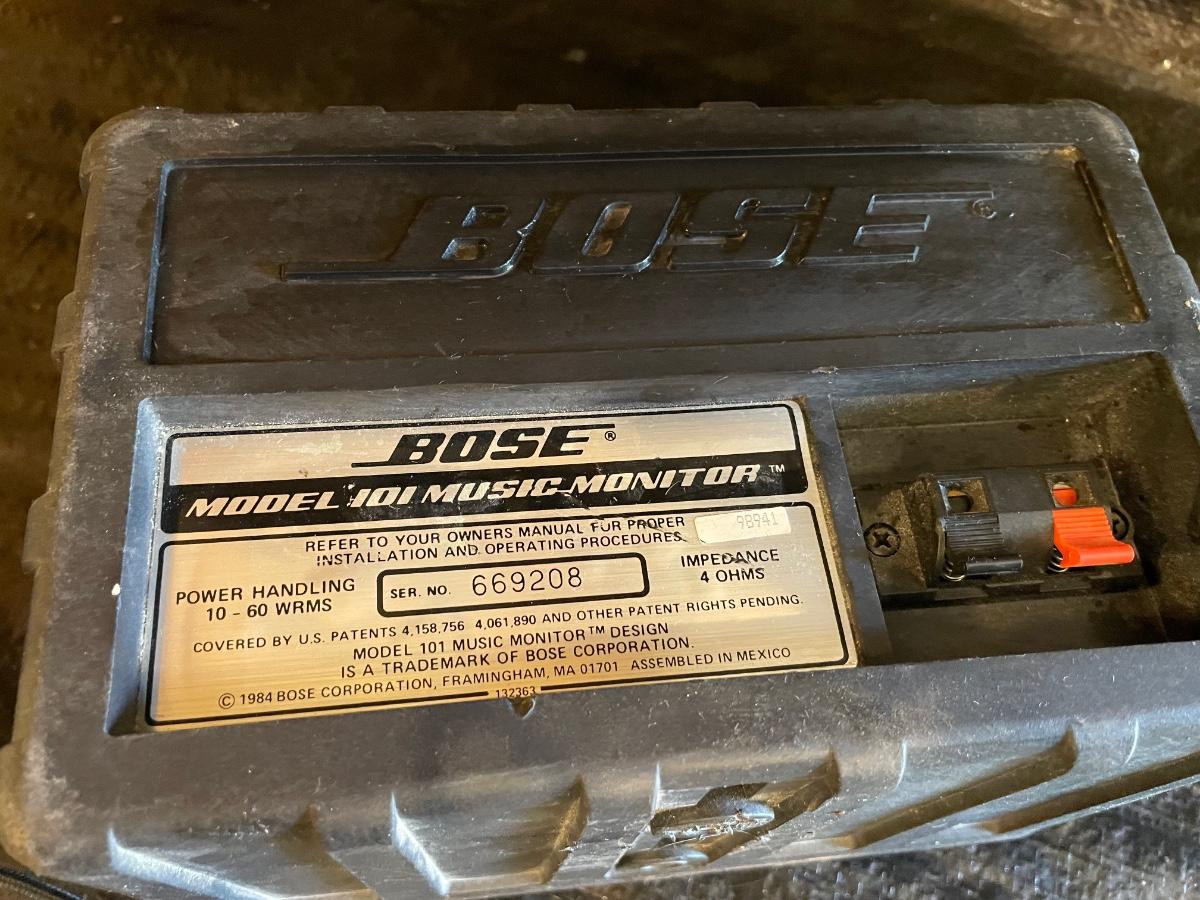 BOSE®
BOSE®
MODEL 101 MUSIC MONITOR™
REFER TO YOUR OWNERS MANUAL FOR PROPER
INSTALLATION AND OPERATING PROCEDURES.
98941
POWER HANDLING
10 - 60 WRMS
SER. NO. 669208
IMPEDANCE
4 OHMS
COVERED BY U.S. PATENTS 4,158,756 4,061,890 AND OTHER PATENT RIGHTS PENDING.
MODEL 101 MUSIC MONITOR™ DESIGN
IS A TRADEMARK OF BOSE CORPORATION.
© 1984 BOSE CORPORATION, FRAMINGHAM, MA 01701 ASSEMBLED IN MEXICO
132363